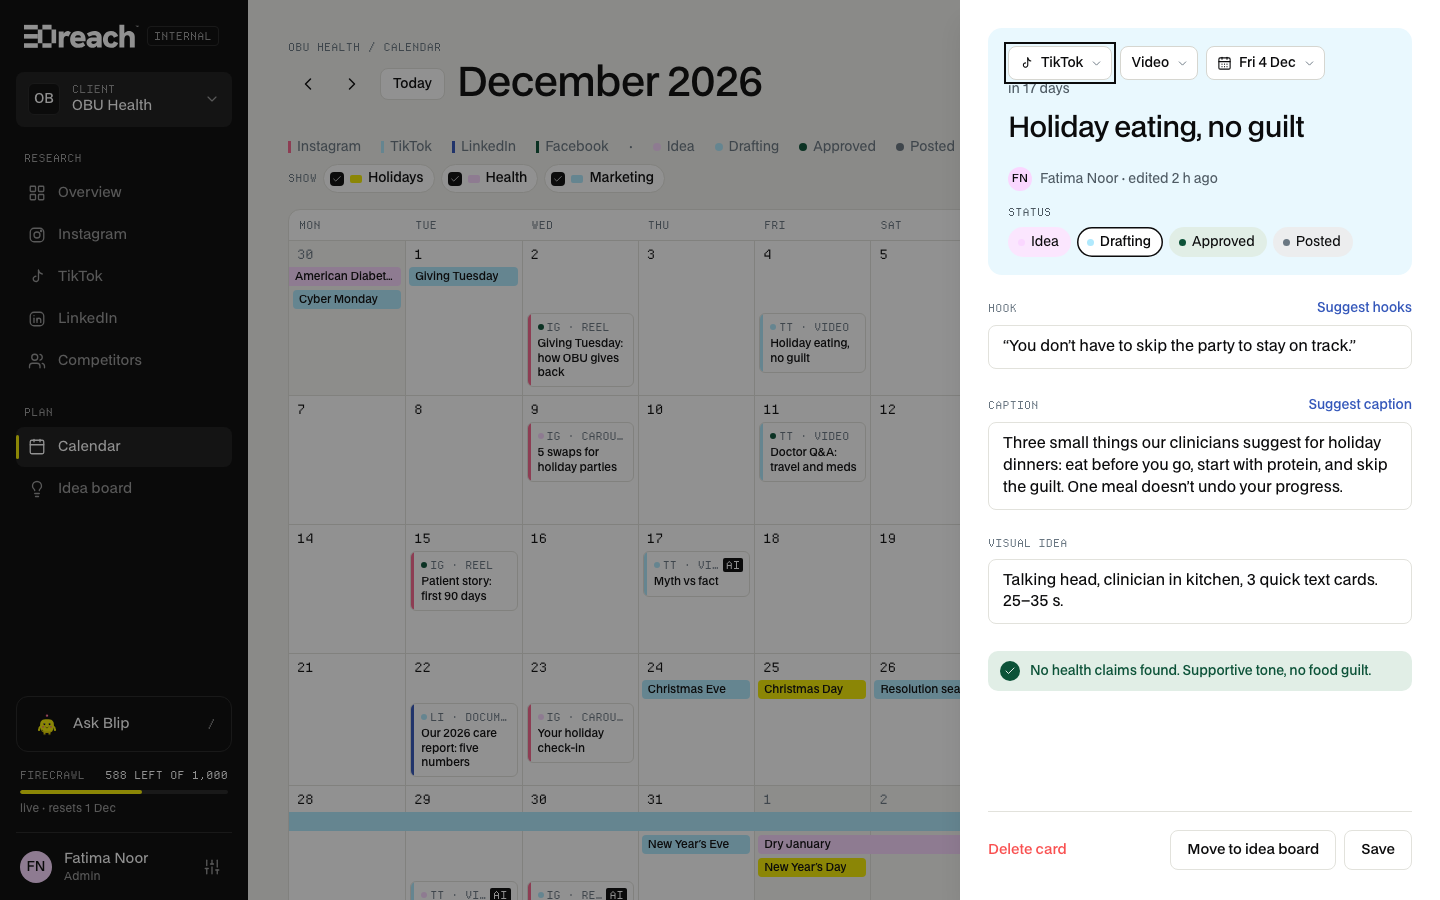 reach
INTERNAL
OB
CLIENT
OBU Health
RESEARCH
Overview
Instagram
TikTok
LinkedIn
Competitors
PLAN
Calendar
Idea board
Ask Blip
/
FIRECRAWL 588 LEFT OF 1,000
live · resets 1 Dec
FN
Fatima Noor
Admin
OBU HEALTH / CALENDAR
Today
December 2026
Instagram TikTok LinkedIn Facebook · Idea Drafting Approved Posted
SHOW Holidays Health Marketing
MON TUE WED THU FRI SAT
30 1 2 3 4 5
American Diabet...
Giving Tuesday
Cyber Monday
IG · REEL
Giving Tuesday:
how OBU gives
back
TT · VIDEO
Holiday eating,
no guilt
7 8 9 10 11 12
IG · CAROU...
5 swaps for
holiday parties
TT · VIDEO
Doctor Q&A:
travel and meds
14 15 16 17 18 19
IG · REEL
Patient story:
first 90 days
TT · VI... AI
Myth vs fact
21 22 23 24 25 26
Christmas Eve
Christmas Day
Resolution sea
LI · DOCUM...
Our 2026 care
report: five
numbers
IG · CAROU...
Your holiday
check-in
28 29 30 31 1 2
New Year's Eve
Dry January
New Year's Day
TT · VI... AI
IG · RE... AI
TikTok
Video
Fri 4 Dec
in 17 days
Holiday eating, no guilt
FN
Fatima Noor · edited 2 h ago
STATUS
Idea Drafting Approved Posted
HOOK
Suggest hooks
“You don’t have to skip the party to stay on track.”
CAPTION
Suggest caption
Three small things our clinicians suggest for holiday
dinners: eat before you go, start with protein, and skip
the guilt. One meal doesn’t undo your progress.
VISUAL IDEA
Talking head, clinician in kitchen, 3 quick text cards.
25–35 s.
No health claims found. Supportive tone, no food guilt.
Delete card
Move to idea board
Save